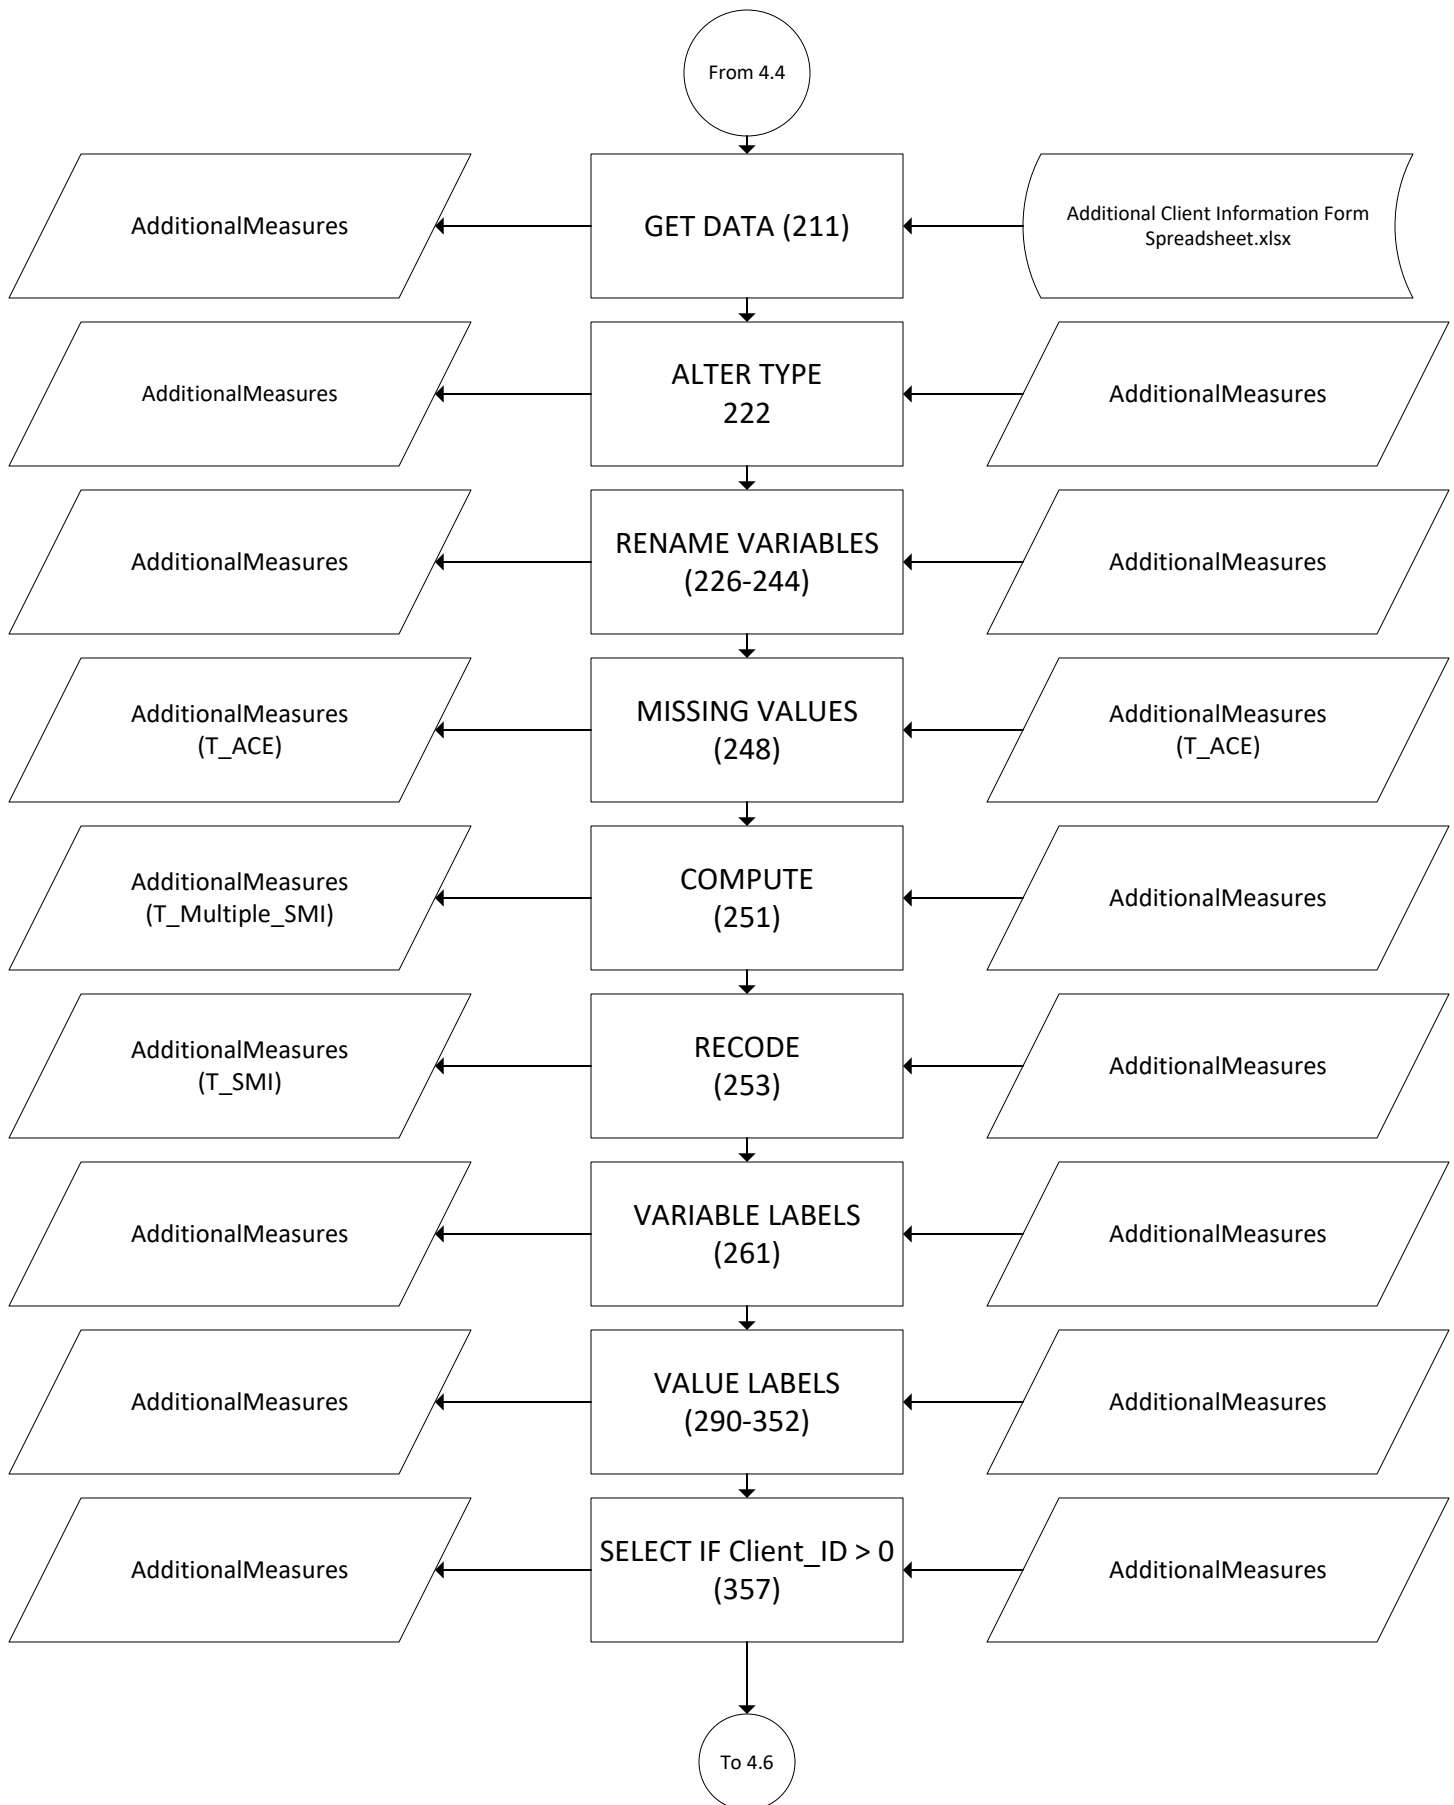 From 4.4
AdditionalMeasures
GET DATA (211)
Additional Client Information Form
Spreadsheet.xlsx
AdditionalMeasures
ALTER TYPE
222
AdditionalMeasures
AdditionalMeasures
RENAME VARIABLES
(226-244)
AdditionalMeasures
AdditionalMeasures
(T_ACE)
MISSING VALUES
(248)
AdditionalMeasures
(T_ACE)
AdditionalMeasures
(T_Multiple_SMI)
COMPUTE
(251)
AdditionalMeasures
AdditionalMeasures
(T_SMI)
RECODE
(253)
AdditionalMeasures
AdditionalMeasures
VARIABLE LABELS
(261)
AdditionalMeasures
AdditionalMeasures
VALUE LABELS
(290-352)
AdditionalMeasures
AdditionalMeasures
SELECT IF Client_ID > 0
(357)
AdditionalMeasures
To 4.6